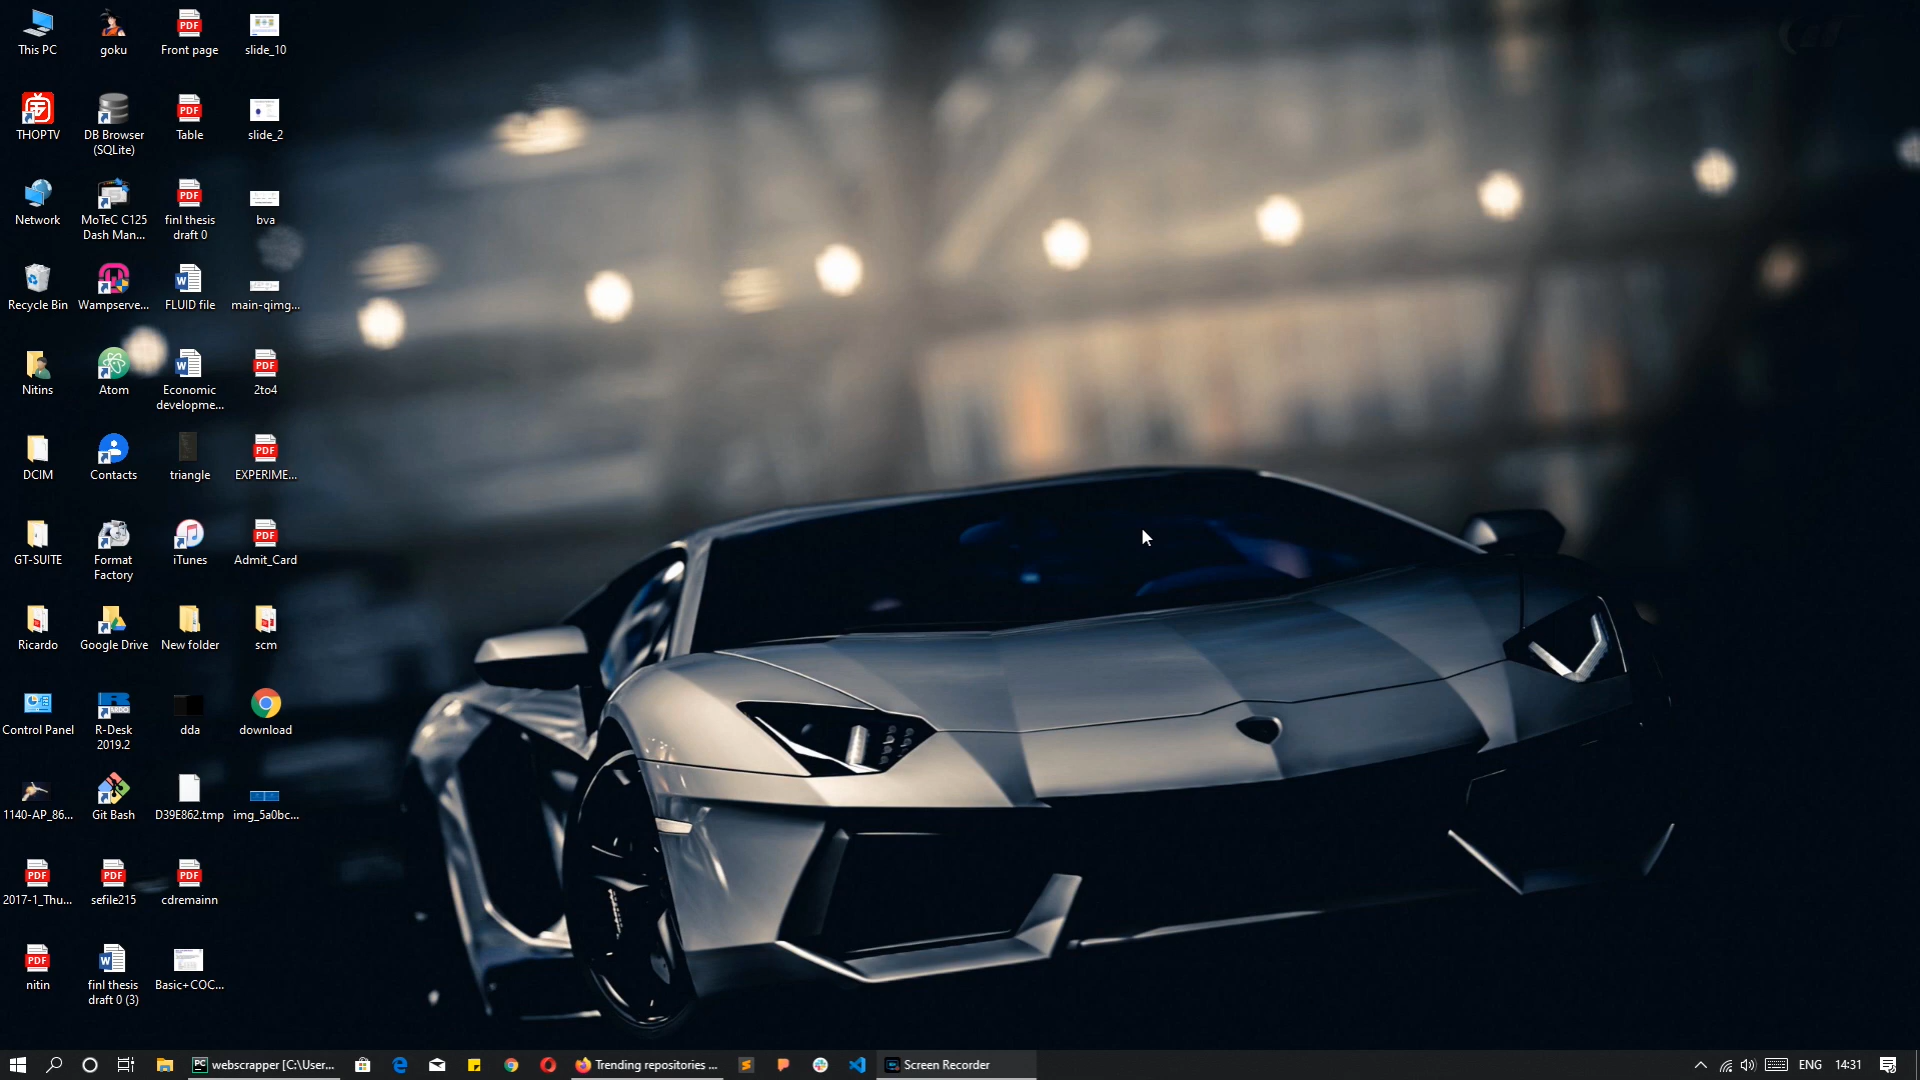 This PC
goku
Front page
slide_10
THOPTV
DB Browser
(SQLite)
PDF
Table
slide_2
Network
MoTeC C125
Dash Man...
PDF
finl thesis
draft 0
bva
Recycle Bin
Wampserve...
FLUID file
main-qimg...
Nitins
Atom
Economic
developme...
PDF
2to4
DCIM
Contacts
triangle
PDF
EXPERIME...
GT-SUITE
Format
Factory
iTunes
PDF
Admit_Card
Ricardo
Google Drive
New folder
scm
Control Panel
R-Desk
2019.2
dda
download
1140-AP_86...
Git Bash
D39E862.tmp
img_5a0bc...
PDF
2017-1_Thu...
PDF
sefile215
PDF
cdremainn
PDF
nitin
finl thesis
draft 0 (3)
Basic+COC...
PC webscrapper [C:\User...
Trending repositories ...
Screen Recorder
ENG
14:31